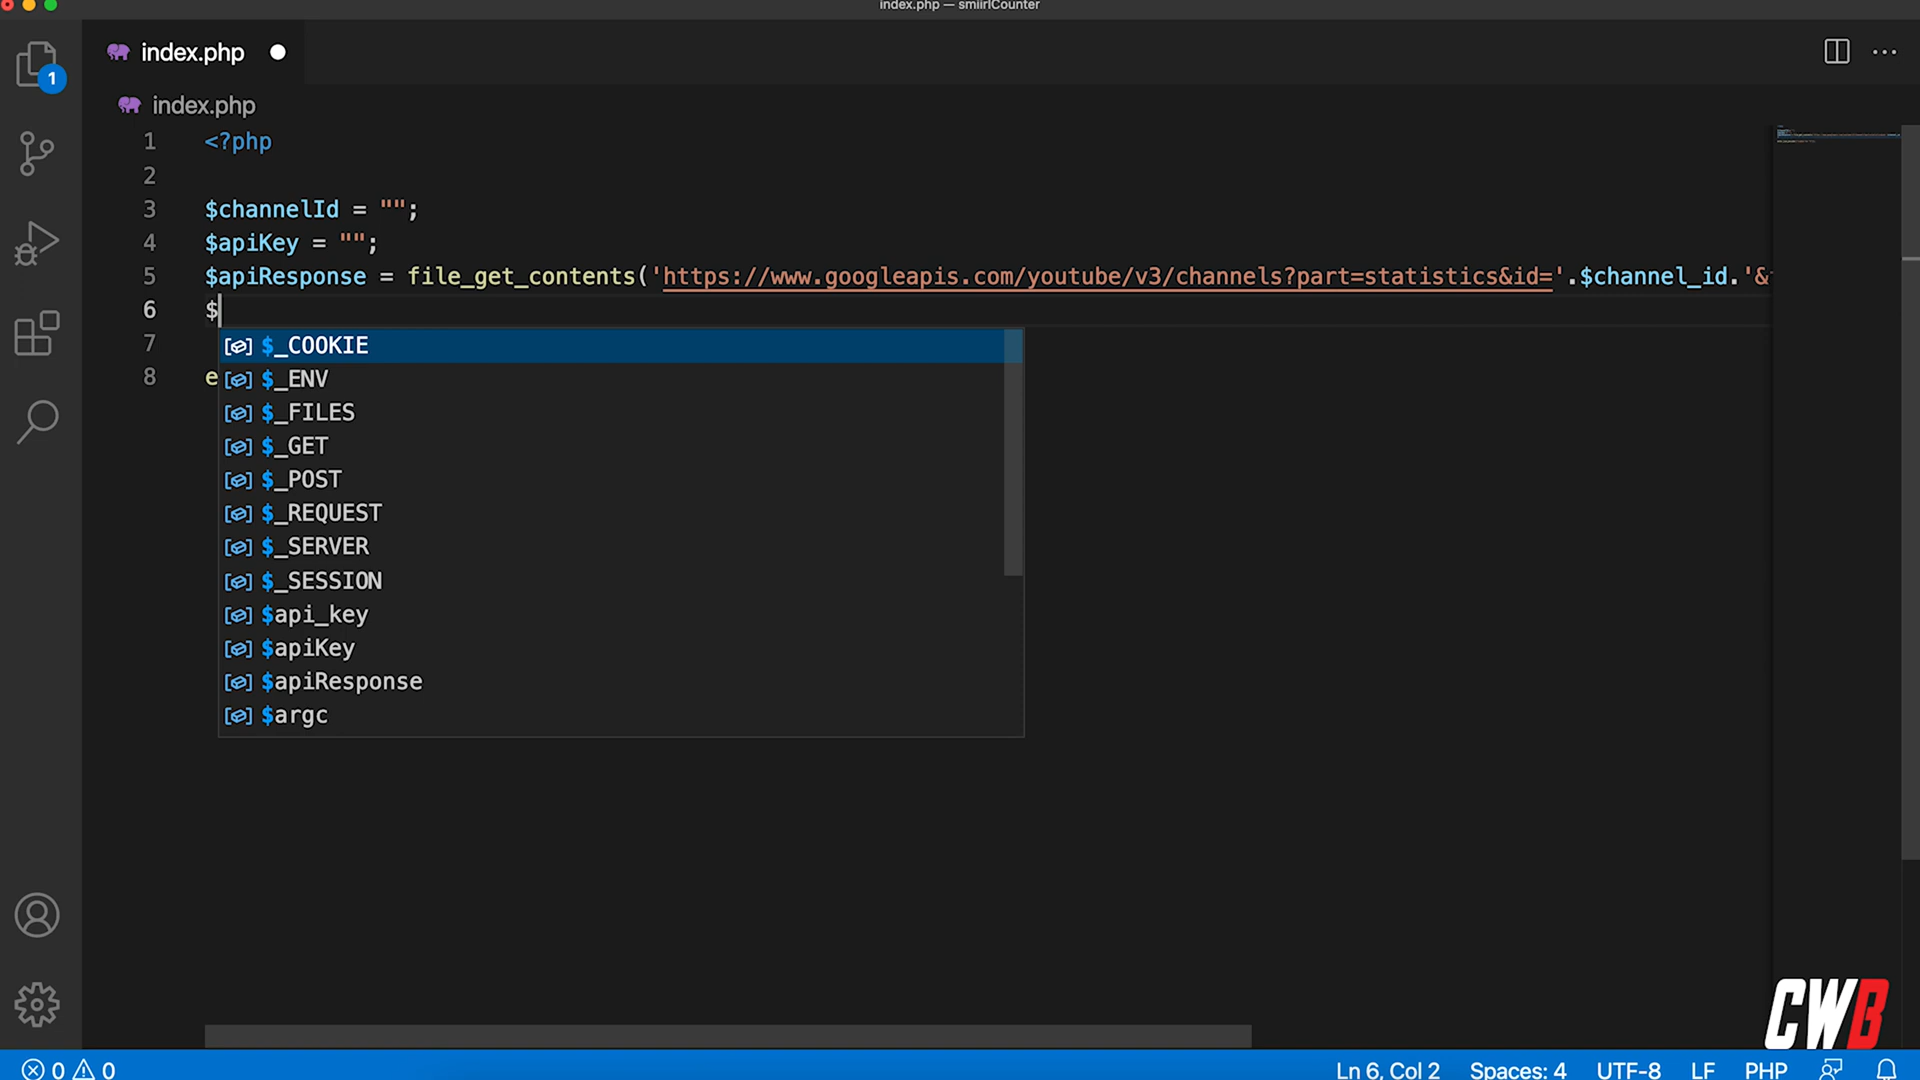 index.php — smiirlCounter
index.php
1
index.php
1 <?php
2
3 $channelId = "";
4 $apiKey = "";
5 $apiResponse = file_get_contents('https://www.googleapis.com/youtube/v3/channels?part=statistics&id='.$channel_id.'&
6 $
7
8 e
$_COOKIE
$_ENV
$_FILES
$_GET
$_POST
$_REQUEST
$_SERVER
$_SESSION
$api_key
$apiKey
$apiResponse
$argc
CWB
0 0 Ln 6, Col 2 Spaces: 4 UTF-8 LF PHP